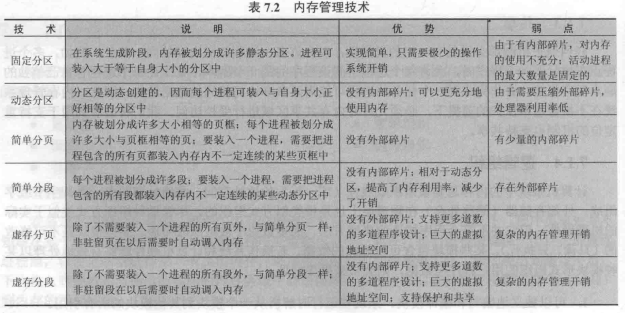 表 7.2 内存管理技术
技 术
说 明
优 势
弱 点
固定分区
在系统生成阶段，内存被划分成许多静态分区。进程可
装入大于等于自身大小的分区中
实现简单，只需要极少的操作
系统开销
由于有内部碎片，对内存
的使用不充分；活动进程
的最大数量是固定的
动态分区
分区是动态创建的，因而每个进程可装入与自身大小正
好相等的分区中
没有内部碎片；可以更充分地
使用内存
由于需要压缩外部碎片，
处理器利用率低
简单分页
内存被划分成许多大小相等的页框；每个进程被划分成
许多大小与页框相等的页；要装入一个进程，需要把进
程包含的所有页都装入内存内不一定连续的某些页框中
没有外部碎片
有少量的内部碎片
简单分段
每个进程被划分成许多段；要装入一个进程，需要把进程
包含的所有段都装入内存内不一定连续的某些动态分区中
没有内部碎片；相对于动态分
区，提高了内存利用率，减少
了开销
存在外部碎片
虚存分页
除了不需要装入一个进程的所有页外，与简单分页一样；
非驻留页在以后需要时自动调入内存
没有外部碎片；支持更多道数
的多道程序设计；巨大的虚拟
地址空间
复杂的内存管理开销
虚存分段
除了不需要装入一个进程的所有段外，与简单分段一样；
非驻留段在以后需要时自动调入内存
没有内部碎片；支持更多道数
的多道程序设计；巨大的虚拟
地址空间；支持保护和共享
复杂的内存管理开销